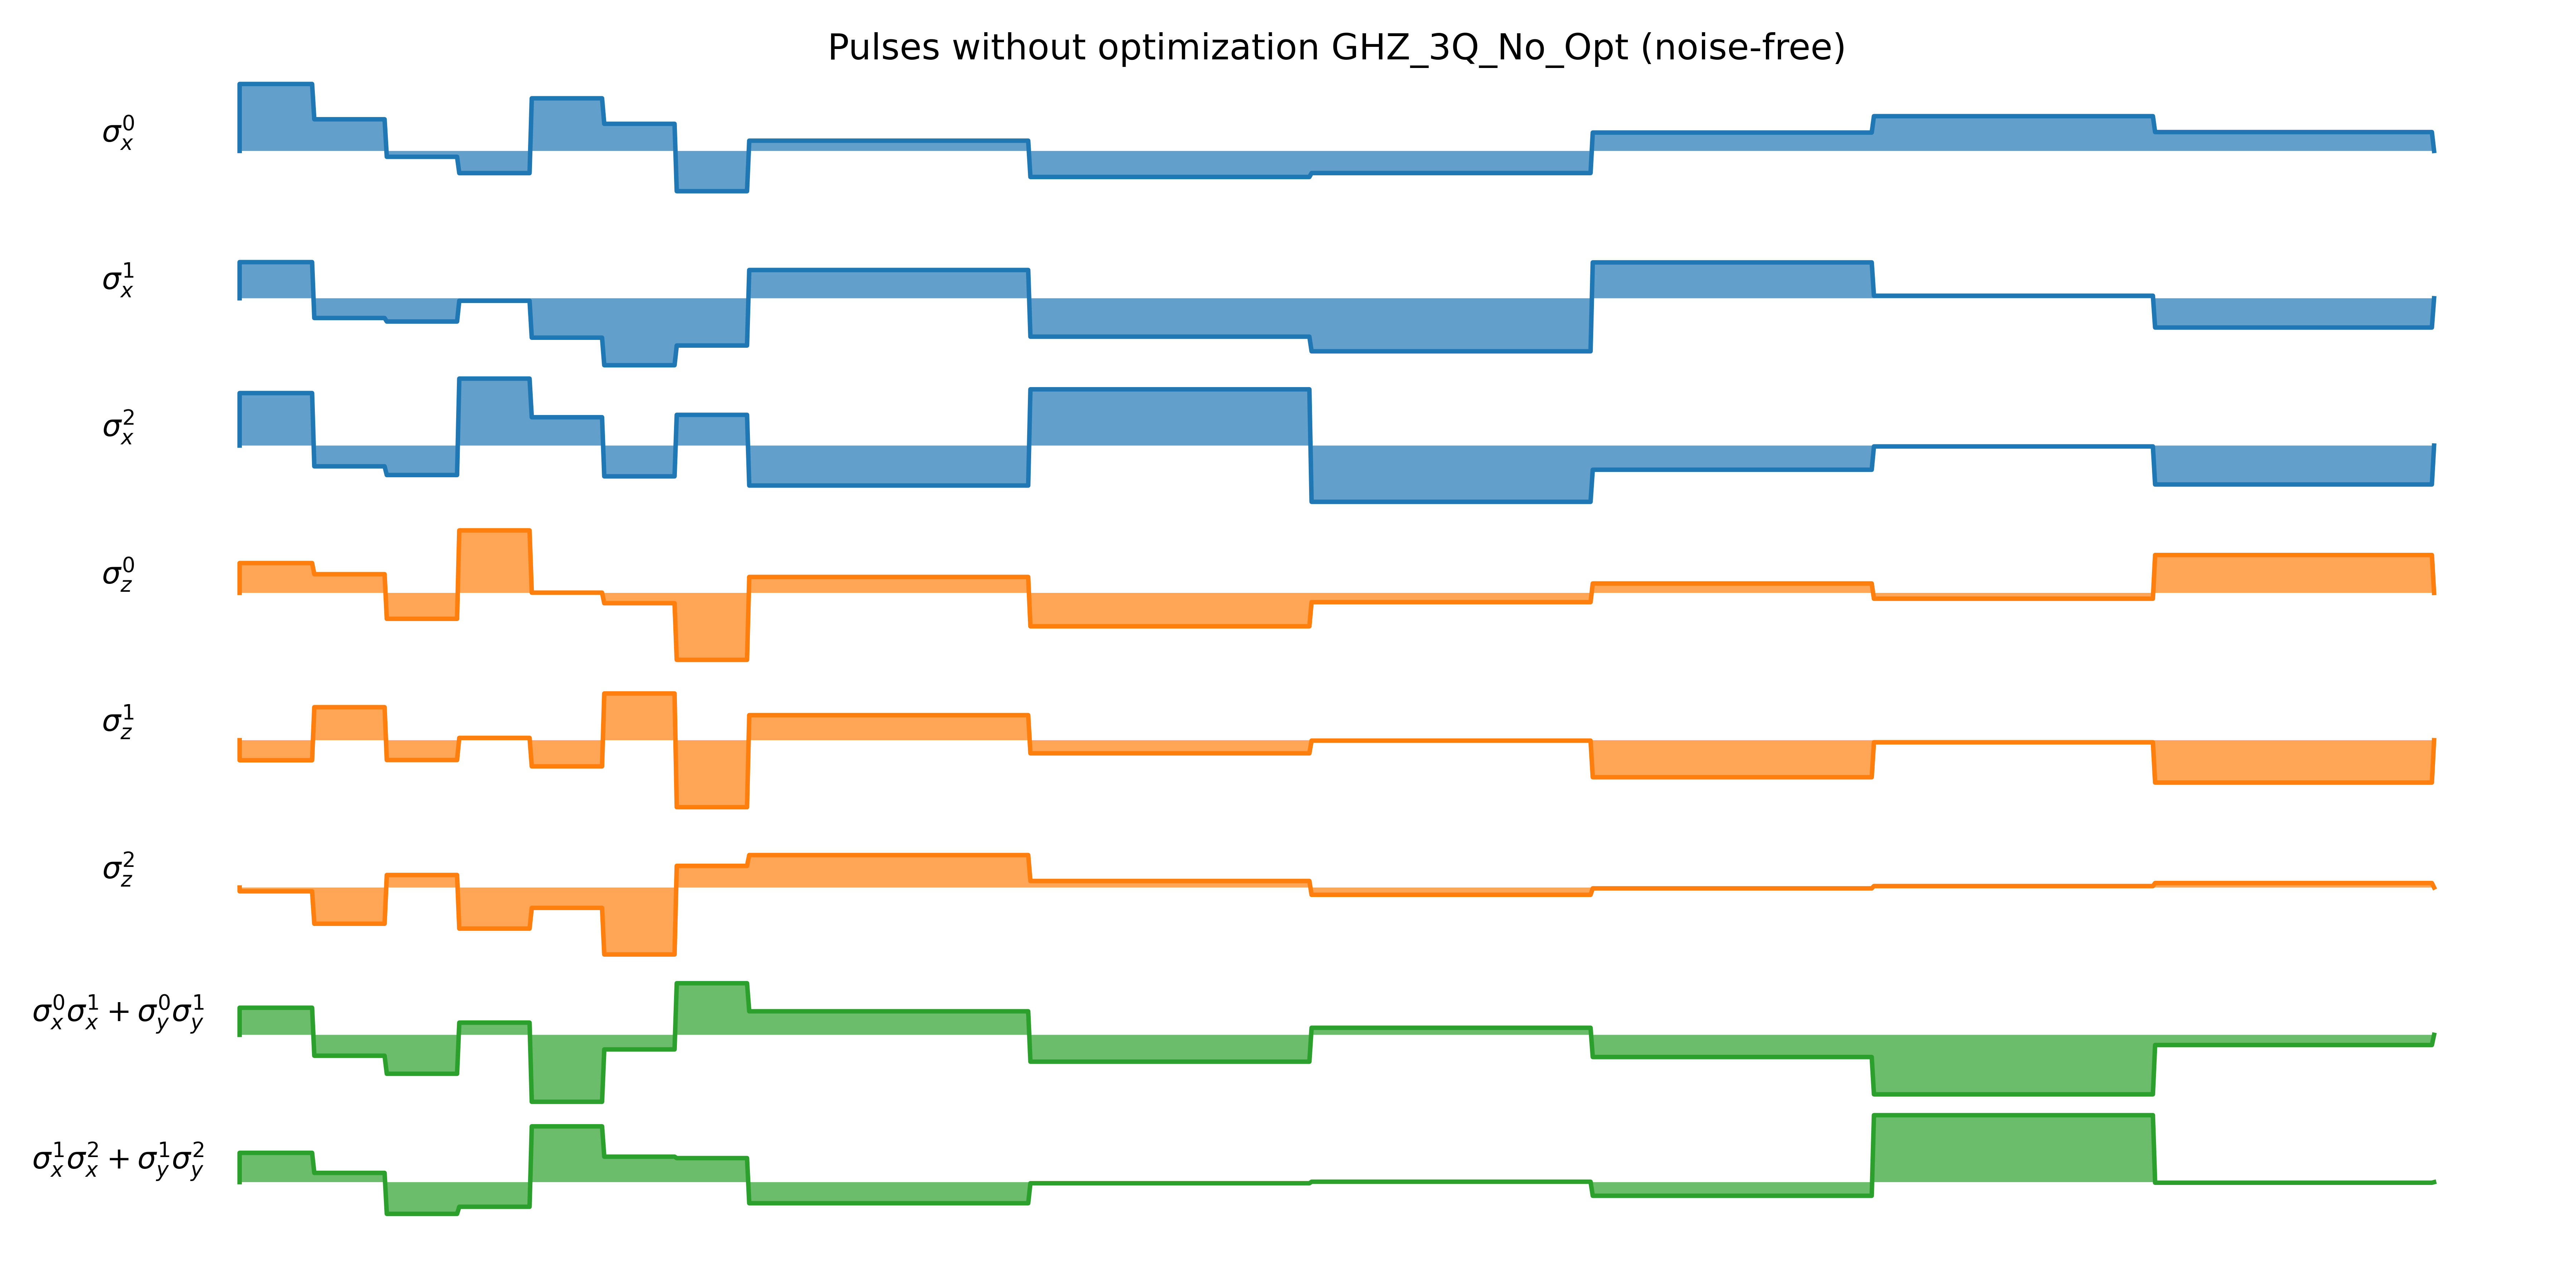 Pulses without optimization GHZ_3Q_No_Opt (noise-free)
σ_x^0
σ_x^1
σ_x^2
σ_z^0
σ_z^1
σ_z^2
σ_x^0σ_x^1 + σ_y^0σ_y^1
σ_x^1σ_x^2 + σ_y^1σ_y^2